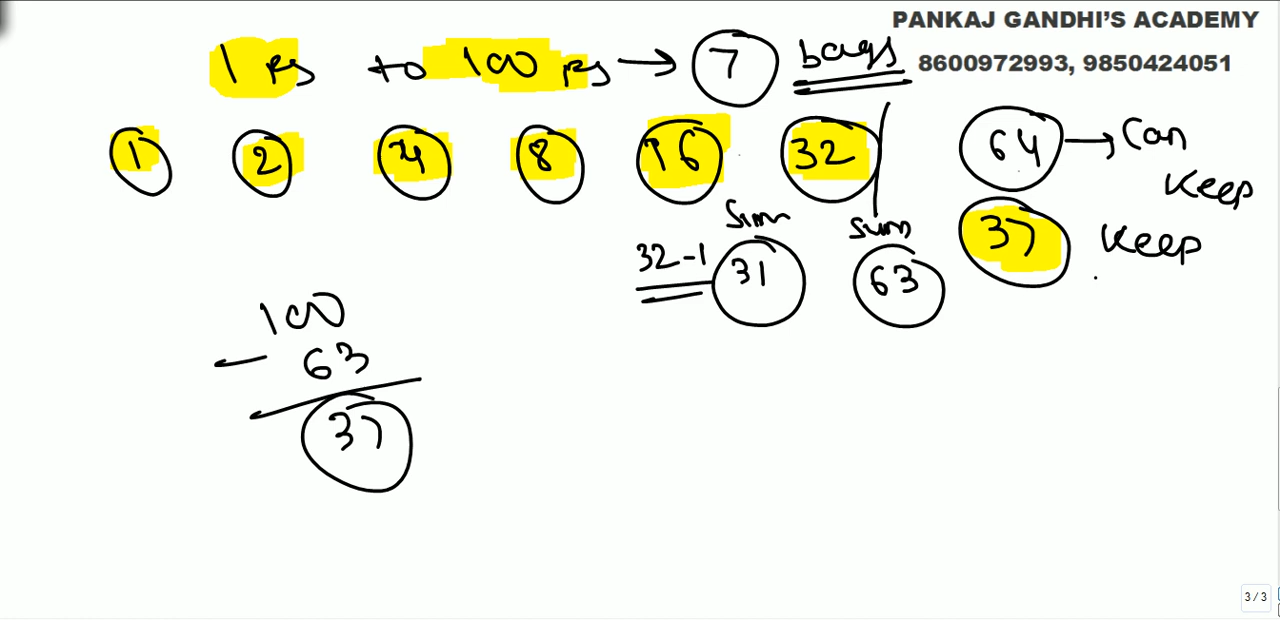 PANKAJ GANDHI'S ACADEMY
8600972993, 9850424051
1 Rs to 100 Rs → 7 bags
1 2 4 8 16 32 64 → Can Keep
37 Keep
Sum Sum
32-1 31 63
100
- 63
37
3 / 3